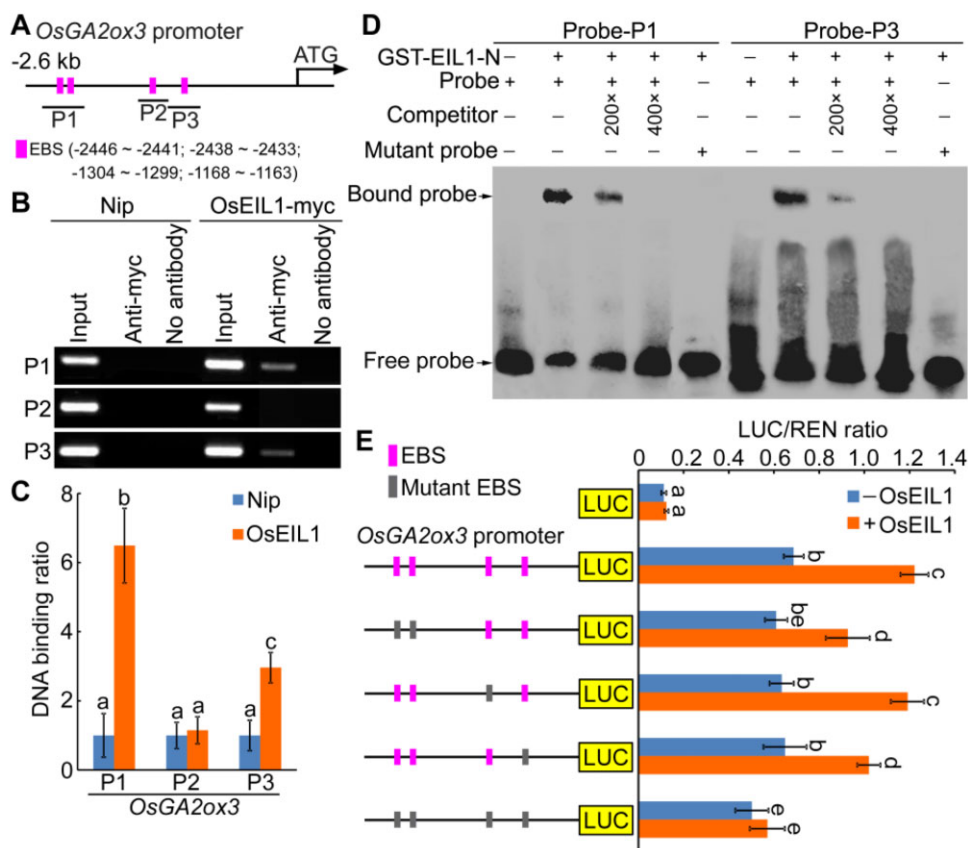 A
OsGA2ox3 promoter
-2.6 kb
ATG
P1
P2
P3
EBS (-2446 ~ -2441; -2438 ~ -2433;
-1304 ~ -1299; -1168 ~ -1163)
B
Nip
OsEIL1-myc
Input
Anti-myc
No antibody
Input
Anti-myc
No antibody
P1
P2
P3
C
DNA binding ratio
8
6
4
2
0
Nip
OsEIL1
a
b
a
a
a
c
P1
P2
P3
OsGA2ox3
D
Probe-P1
Probe-P3
GST-EIL1-N – + + + + – + + + +
Probe + + + + – + + + + –
Competitor – – 200× 400× – – – 200× 400× –
Mutant probe – – – – + – – – – +
Bound probe
Free probe
E
EBS
Mutant EBS
OsGA2ox3 promoter
LUC/REN ratio
0 0.2 0.4 0.6 0.8 1.0 1.2 1.4
–OsEIL1
+OsEIL1
LUC
a
a
LUC
b
c
LUC
be
d
LUC
b
c
LUC
b
d
LUC
e
e